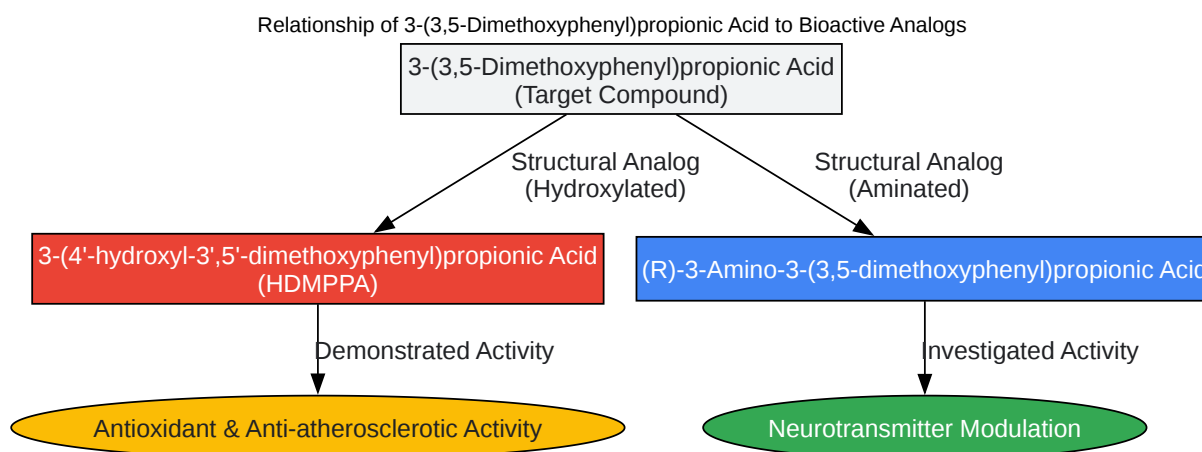 Relationship of 3-(3,5-Dimethoxyphenyl)propionic Acid to Bioactive Analogs
3-(3,5-Dimethoxyphenyl)propionic Acid
(Target Compound)
Structural Analog
(Hydroxylated)
Structural Analog
(Aminated)
3-(4'-hydroxyl-3',5'-dimethoxyphenyl)propionic Acid
(HDMPPA)
(R)-3-Amino-3-(3,5-dimethoxyphenyl)propionic Acid
Demonstrated Activity
Investigated Activity
Antioxidant & Anti-atherosclerotic Activity
Neurotransmitter Modulation